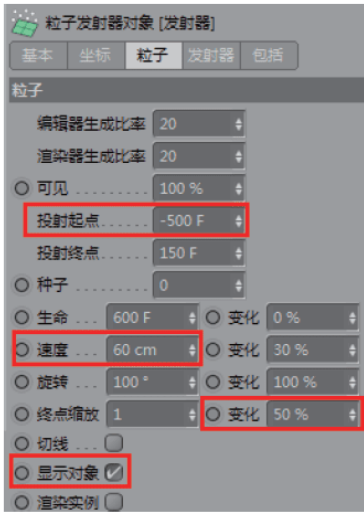 粒子发射器对象 [发射器]
基本 坐标 粒子 发射器 包括
粒子
编辑器生成比率 20
渲染器生成比率 20
可见 ......... 100 %
投射起点...... -500 F
投射终点...... 150 F
种子 ......... 0
生命 ... 600 F 变化 0 %
速度 ... 60 cm 变化 30 %
旋转 ... 100 ° 变化 100 %
终点缩放 1 变化 50 %
切线 ...
显示对象
渲染实例